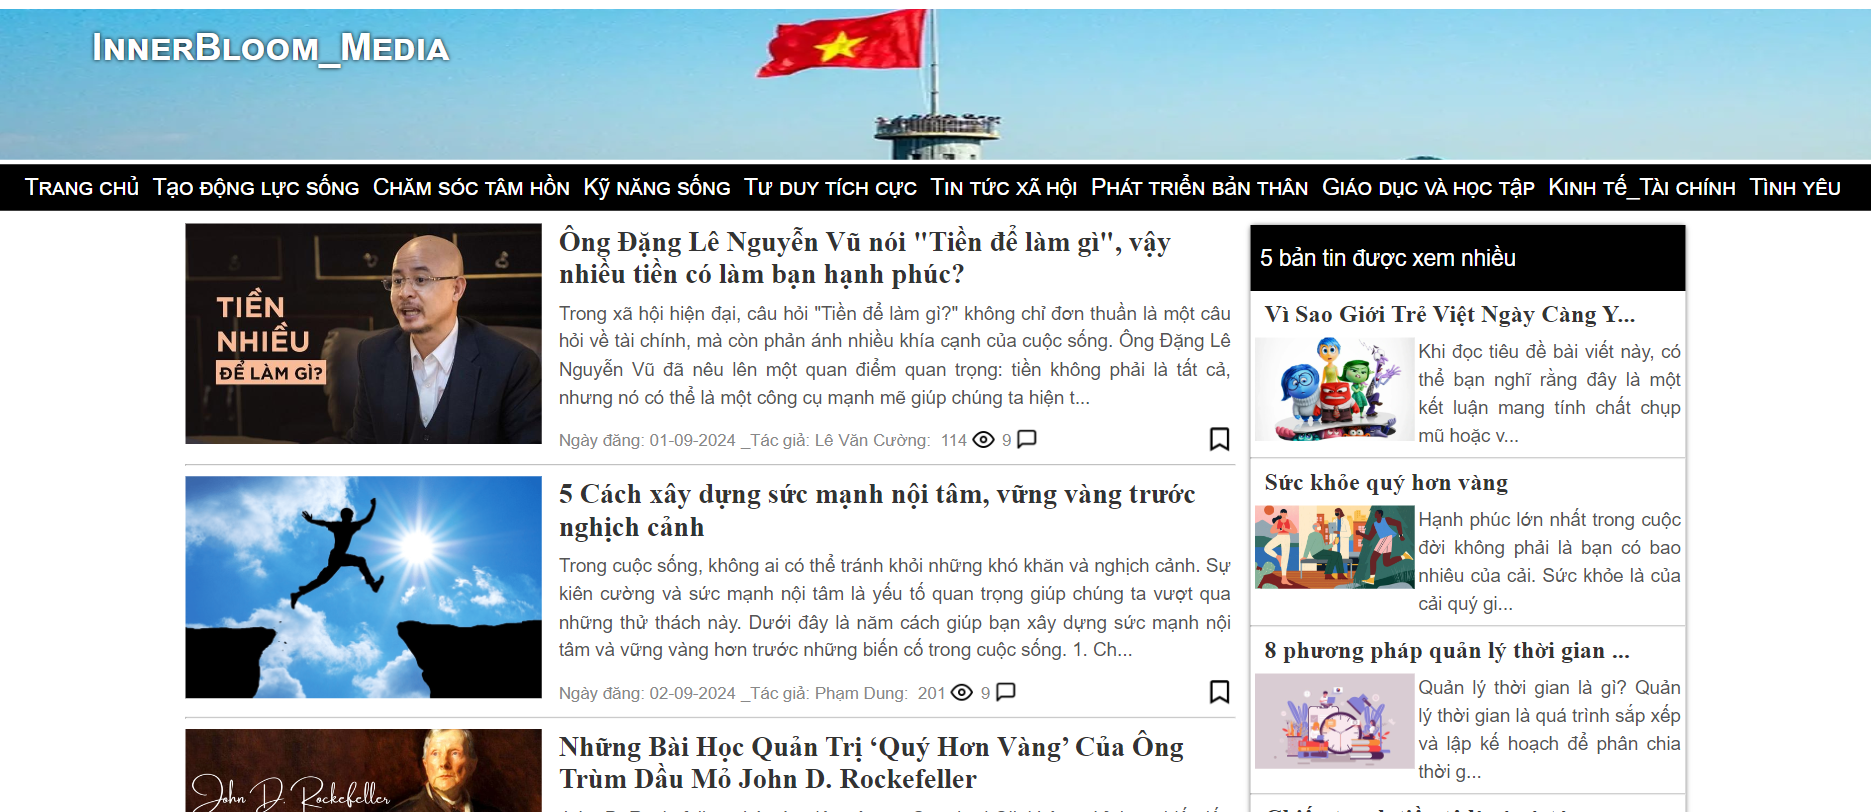 InnerBloom_Media
Trang chủ Tạo động lực sống Chăm sóc tâm hồn Kỹ năng sống Tư duy tích cực Tin tức xã hội Phát triển bản thân Giáo dục và học tập Kinh tế_Tài chính Tình yêu
TIỀN
NHIỀU
ĐỂ LÀM GÌ?
Ông Đặng Lê Nguyễn Vũ nói "Tiền để làm gì", vậy
nhiều tiền có làm bạn hạnh phúc?
Trong xã hội hiện đại, câu hỏi "Tiền để làm gì?" không chỉ đơn thuần là một câu
hỏi về tài chính, mà còn phản ánh nhiều khía cạnh của cuộc sống. Ông Đặng Lê
Nguyễn Vũ đã nêu lên một quan điểm quan trọng: tiền không phải là tất cả,
nhưng nó có thể là một công cụ mạnh mẽ giúp chúng ta hiện t...
Ngày đăng: 01-09-2024 _Tác giả: Lê Văn Cường: 114 9
5 Cách xây dựng sức mạnh nội tâm, vững vàng trước
nghịch cảnh
Trong cuộc sống, không ai có thể tránh khỏi những khó khăn và nghịch cảnh. Sự
kiên cường và sức mạnh nội tâm là yếu tố quan trọng giúp chúng ta vượt qua
những thử thách này. Dưới đây là năm cách giúp bạn xây dựng sức mạnh nội
tâm và vững vàng hơn trước những biến cố trong cuộc sống. 1. Ch...
Ngày đăng: 02-09-2024 _Tác giả: Phạm Dung: 201 9
John D. Rockefeller
Những Bài Học Quản Trị ‘Quý Hơn Vàng’ Của Ông
Trùm Dầu Mỏ John D. Rockefeller
5 bản tin được xem nhiều
Vì Sao Giới Trẻ Việt Ngày Càng Y...
Khi đọc tiêu đề bài viết này, có
thể bạn nghĩ rằng đây là một
kết luận mang tính chất chụp
mũ hoặc v...
Sức khỏe quý hơn vàng
Hạnh phúc lớn nhất trong cuộc
đời không phải là bạn có bao
nhiêu của cải. Sức khỏe là của
cải quý gi...
8 phương pháp quản lý thời gian ...
Quản lý thời gian là gì? Quản
lý thời gian là quá trình sắp xếp
và lập kế hoạch để phân chia
thời g...